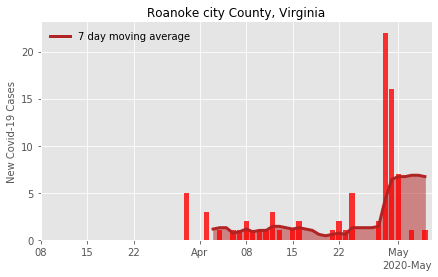 Roanoke city County, Virginia
7 day moving average
New Covid-19 Cases
20
15
10
5
0
08 15 22 Apr 08 15 22 May
2020-May